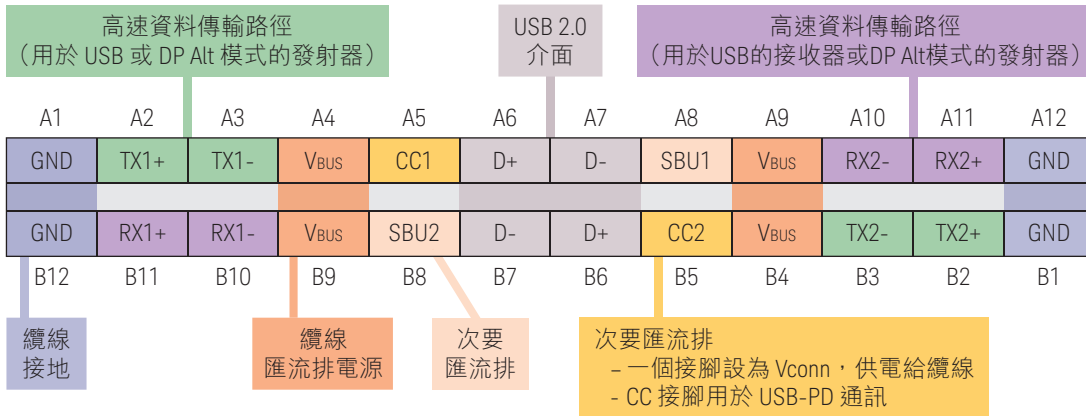 高速資料傳輸路徑
（用於 USB 或 DP Alt 模式的發射器）
USB 2.0
介面
高速資料傳輸路徑
（用於USB的接收器或DP Alt模式的發射器）
A1 A2 A3 A4 A5 A6 A7 A8 A9 A10 A11 A12
GND TX1+ TX1- VBUS CC1 D+ D- SBU1 VBUS RX2- RX2+ GND
GND RX1+ RX1- VBUS SBU2 D- D+ CC2 VBUS TX2- TX2+ GND
B12 B11 B10 B9 B8 B7 B6 B5 B4 B3 B2 B1
纜線
接地
纜線
匯流排電源
次要
匯流排
次要匯流排
– 一個接腳設為 Vconn，供電給纜線
- CC 接腳用於 USB-PD 通訊